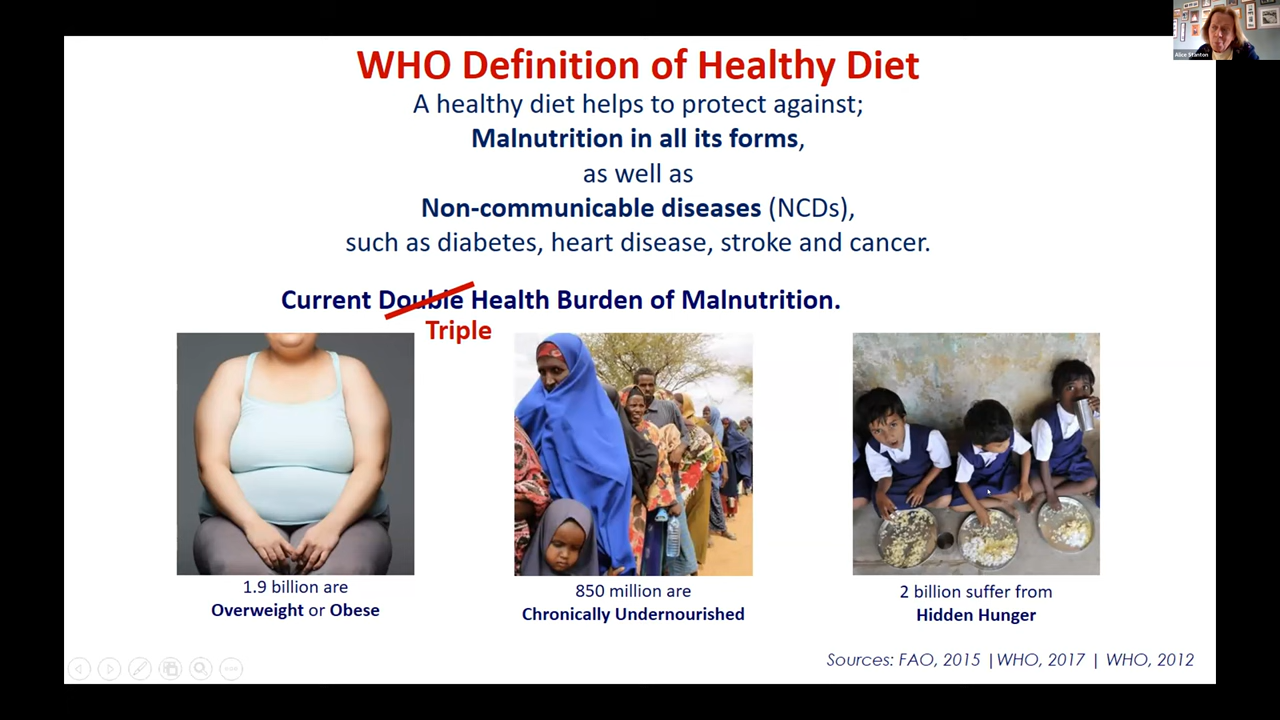 Alice Stanton
WHO Definition of Healthy Diet
A healthy diet helps to protect against;
Malnutrition in all its forms,
as well as
Non-communicable diseases (NCDs),
such as diabetes, heart disease, stroke and cancer.
Current Double Health Burden of Malnutrition.
Triple
1.9 billion are
Overweight or Obese
850 million are
Chronically Undernourished
2 billion suffer from
Hidden Hunger
Sources: FAO, 2015 |WHO, 2017 | WHO, 2012